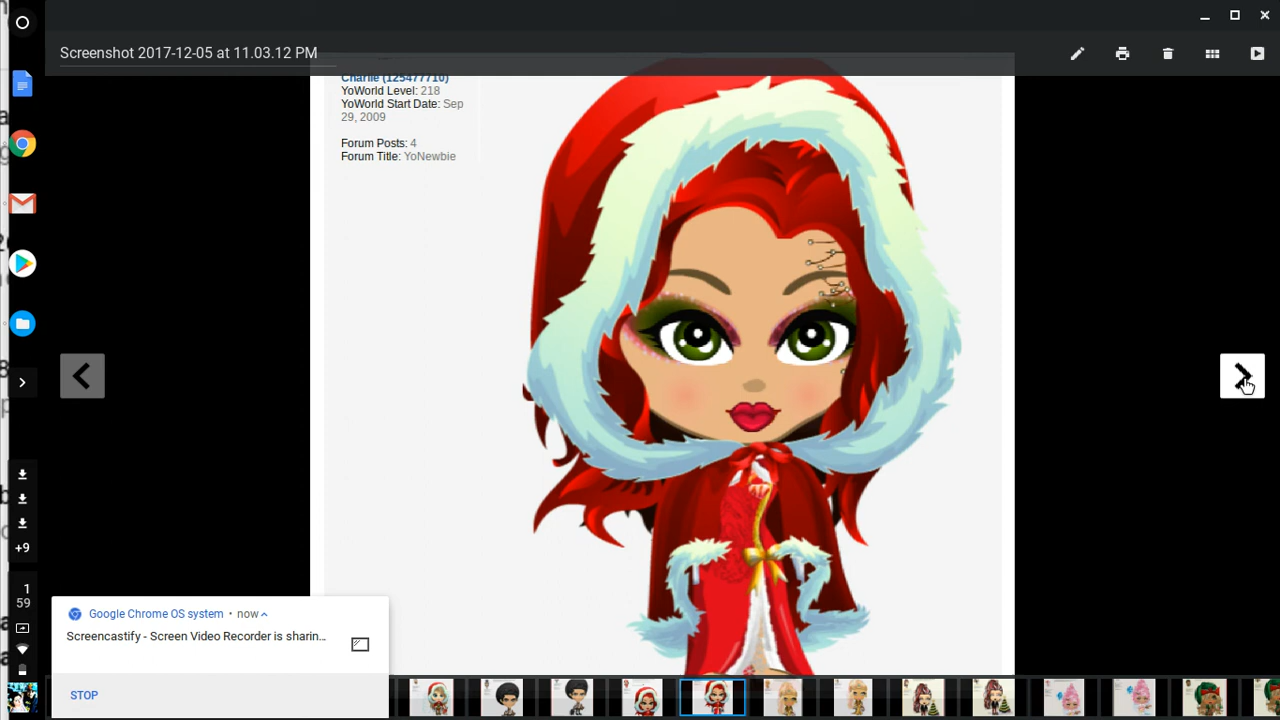 Screenshot 2017-12-05 at 11.03.12 PM
Charlie (125477710)
YoWorld Level: 218
YoWorld Start Date: Sep
29, 2009
Forum Posts: 4
Forum Title: YoNewbie
+9
1
59
Google Chrome OS system • now
Screencastify - Screen Video Recorder is sharin...
STOP